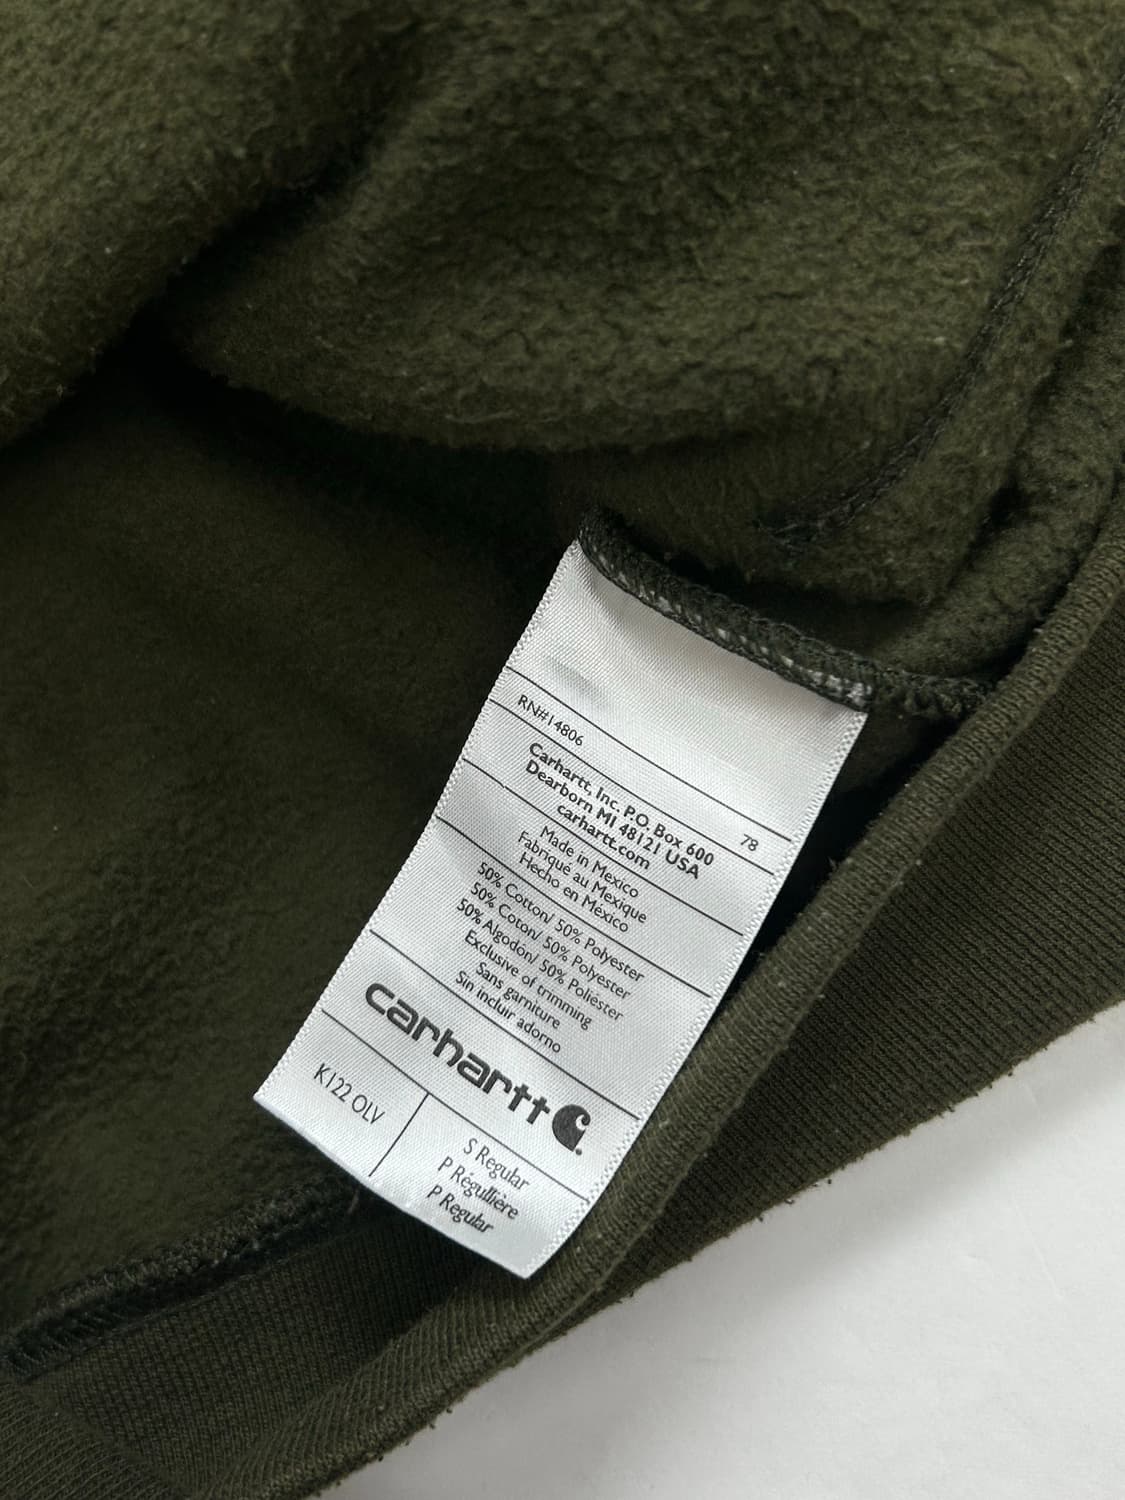 RN#14806 78
Carhartt, Inc. P.O. Box 600
Dearborn MI 48121 USA
carhartt.com
Made in Mexico
Fabriqué au Mexique
Hecho en México
50% Cotton/ 50% Polyester
50% Coton/ 50% Polyester
50% Algodón/ 50% Poliéster
Exclusive of trimming
Sans garniture
Sin incluir adorno
carhartt
K122 OLV
S Regular
P Régullière
P Regular